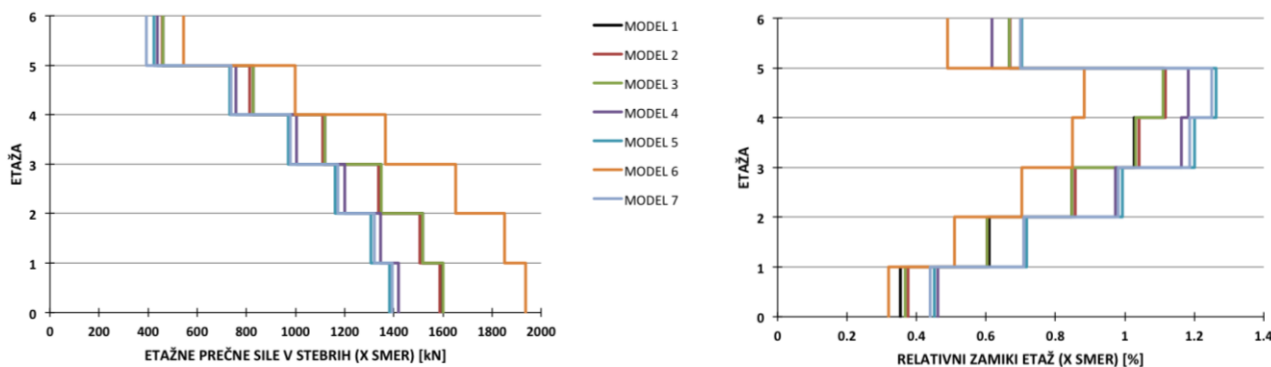 6
5
4
3
2
1
0
ETAŽA
0 200 400 600 800 1000 1200 1400 1600 1800 2000
ETAŽNE PREČNE SILE V STEBRIH (X SMER) [kN]
MODEL 1
MODEL 2
MODEL 3
MODEL 4
MODEL 5
MODEL 6
MODEL 7
6
5
4
3
2
1
0
ETAŽA
0 0.2 0.4 0.6 0.8 1 1.2 1.4
RELATIVNI ZAMIKI ETAŽ (X SMER) [%]